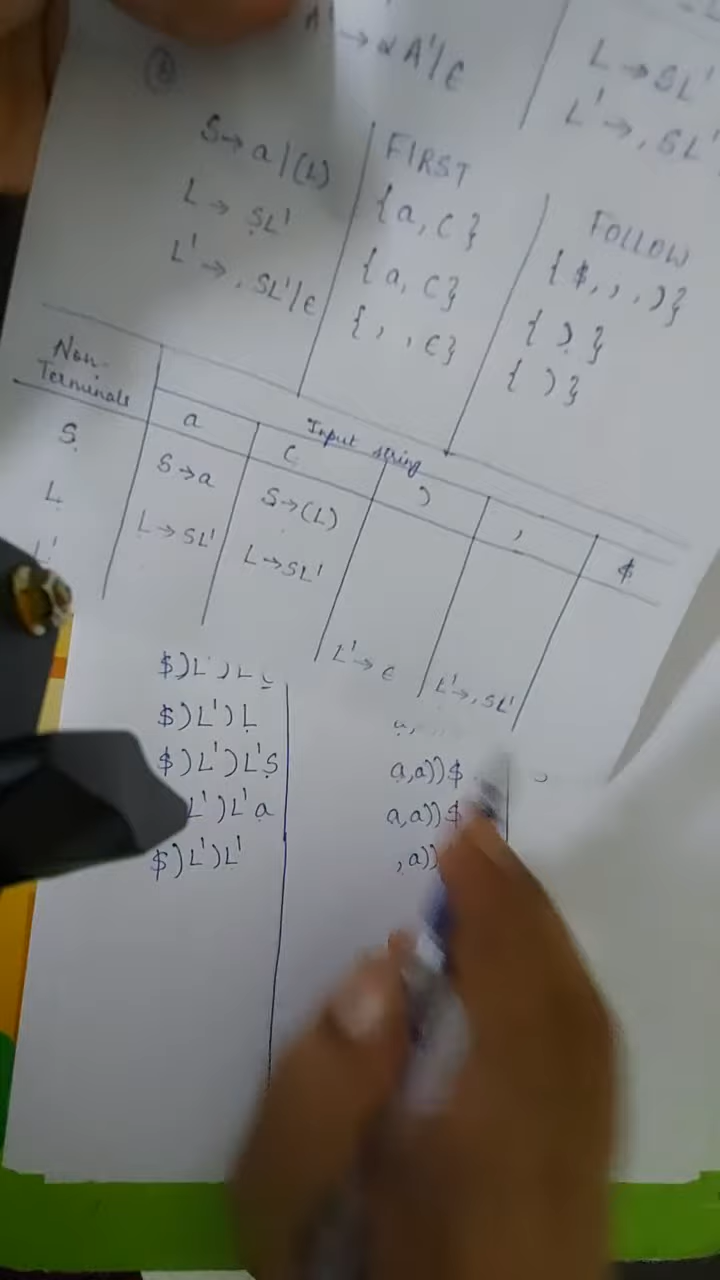 A' → αA'/ϵ
L → SL'
L' → , SL'
S → a | (L)
FIRST
FOLLOW
L → SL'
{a, (}
{$, , , )}
L' → , SL'/ϵ
{a, (}
{ ) }
{ , , ϵ}
{ ) }
Non-
Terminals
Input string
a
(
)
,
$
S
S → a
S → (L)
L
L → SL'
L → SL'
L'
L' → ϵ
L' → , SL'
$)L')L
$)L')L
$)L')L'S
a,a))$
L')L'a
a,a))$
$)L')L'
,a))